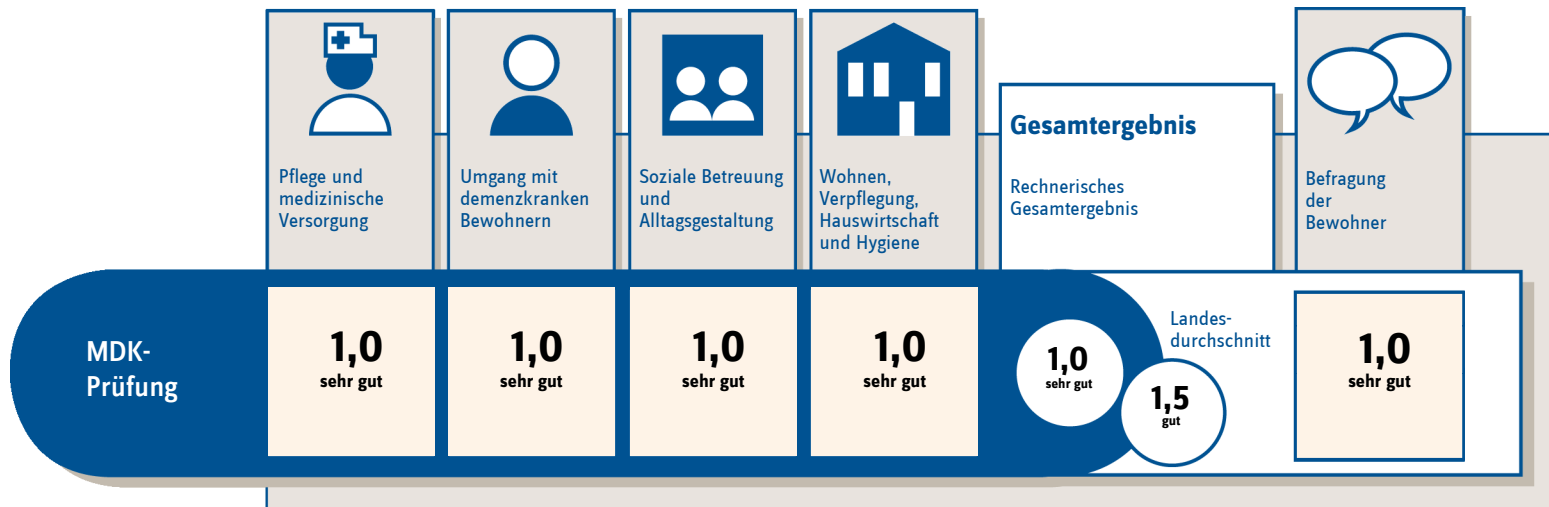 Pflege und
medizinische
Versorgung
Umgang mit
demenzkranken
Bewohnern
Soziale Betreuung
und
Alltagsgestaltung
Wohnen,
Verpflegung,
Hauswirtschaft
und Hygiene
Gesamtergebnis
Rechnerisches
Gesamtergebnis
Befragung
der
Bewohner
MDK-
Prüfung
1,0
sehr gut
1,0
sehr gut
1,0
sehr gut
1,0
sehr gut
1,0
sehr gut
Landes-
durchschnitt
1,5
gut
1,0
sehr gut